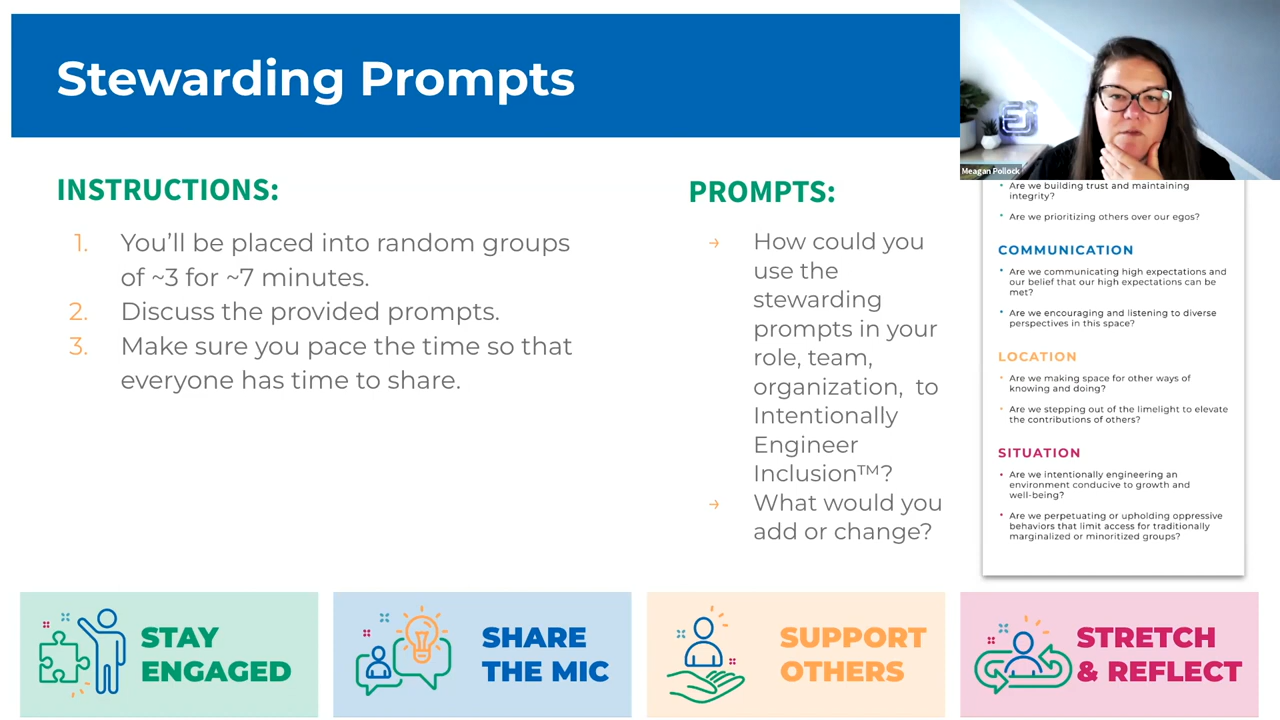 Stewarding Prompts
INSTRUCTIONS:
1. You'll be placed into random groups
of ~3 for ~7 minutes.
2. Discuss the provided prompts.
3. Make sure you pace the time so that
everyone has time to share.
PROMPTS:
→ How could you
use the
stewarding
prompts in your
role, team,
organization, to
Intentionally
Engineer
Inclusion™?
→ What would you
add or change?
Meagan Pollock
• Are we building trust and maintaining
integrity?
• Are we prioritizing others over our egos?
COMMUNICATION
• Are we communicating high expectations and
our belief that our high expectations can be
met?
• Are we encouraging and listening to diverse
perspectives in this space?
LOCATION
• Are we making space for other ways of
knowing and doing?
• Are we stepping out of the limelight to elevate
the contributions of others?
SITUATION
• Are we intentionally engineering an
environment conducive to growth and
well-being?
• Are we perpetuating or upholding oppressive
behaviors that limit access for traditionally
marginalized or minoritized groups?
STAY
ENGAGED
SHARE
THE MIC
SUPPORT
OTHERS
STRETCH
& REFLECT